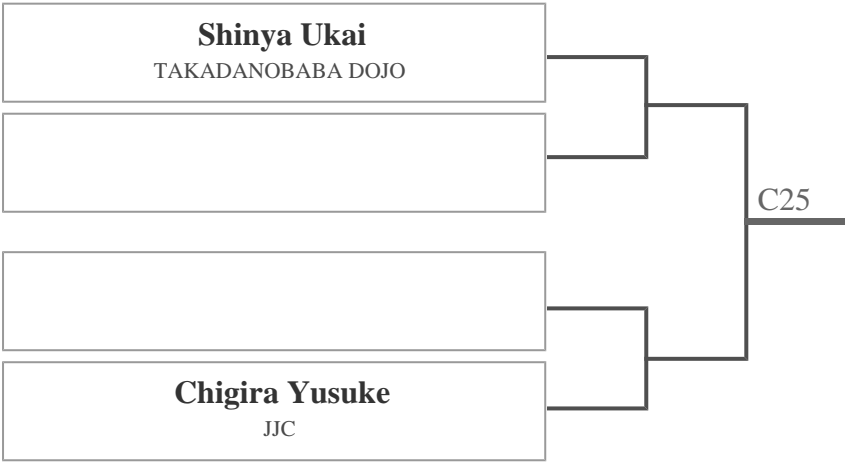 Shinya Ukai
TAKADANOBABA DOJO
C25
Chigira Yusuke
JJC